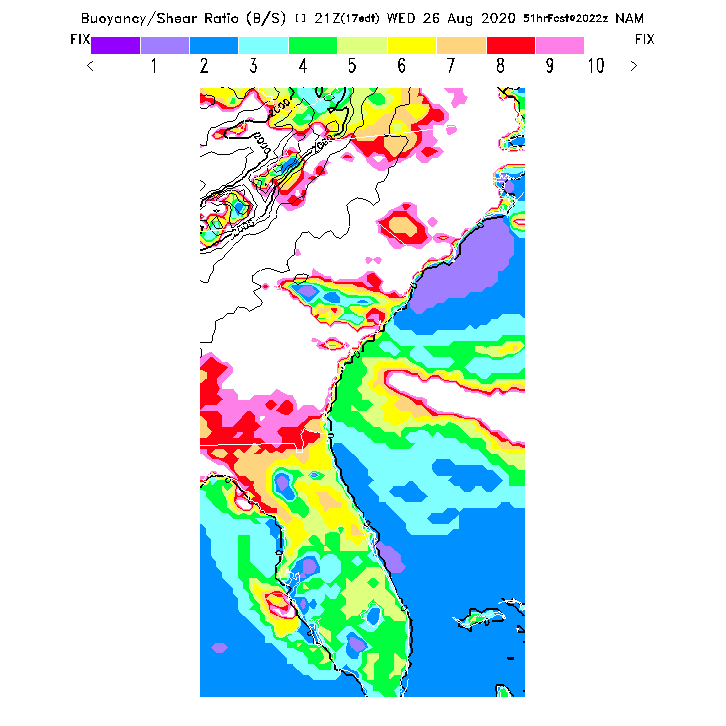 Buoyancy/Shear Ratio (B/S) [] 21Z(17edt) WED 26 Aug 2020 51hrFcst@2022z NAM
FIX FIX
< 1 2 3 4 5 6 7 8 9 10 >